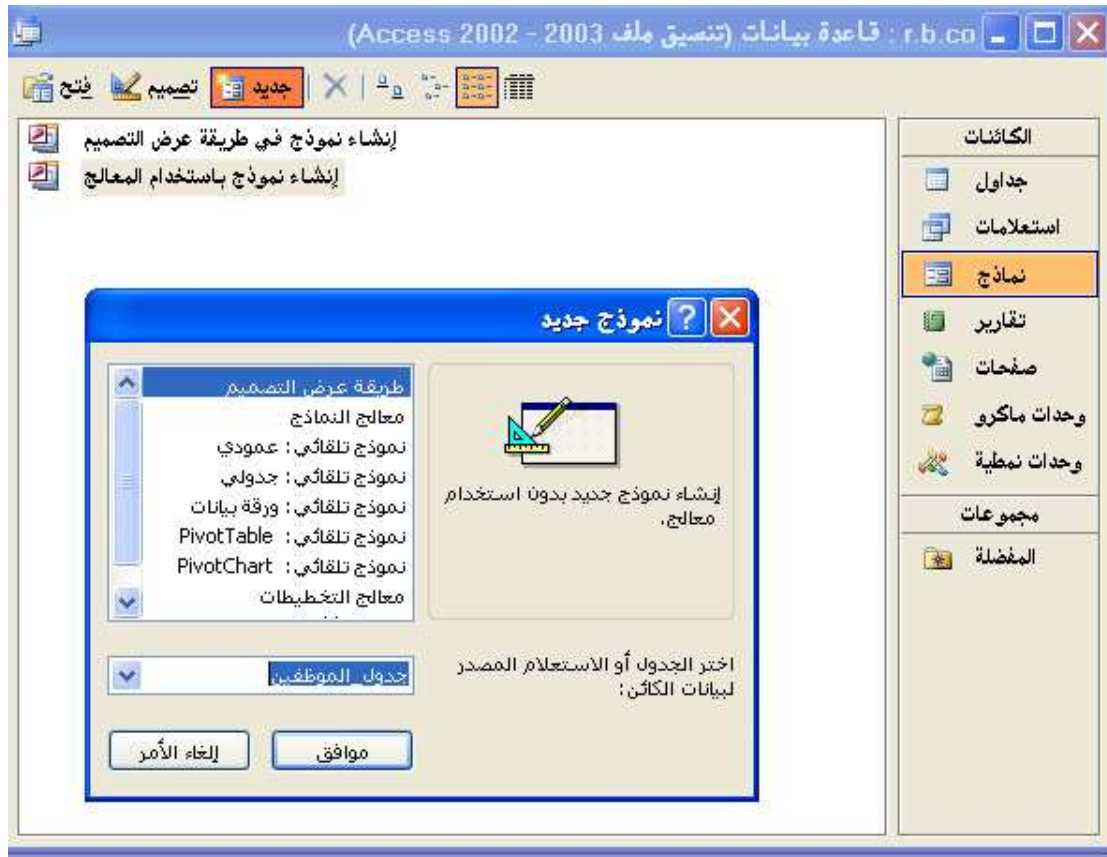 r.b.co : قاعدة بيانات (تنسيق ملف Access 2002 - 2003)
فتح تصميم جديد
الكائنات
جداول
استعلامات
نماذج
تقارير
صفحات
وحدات ماكرو
وحدات نمطية
مجموعات
المفضلة
إنشاء نموذج في طريقة عرض التصميم
إنشاء نموذج باستخدام المعالج
نموذج جديد
إنشاء نموذج جديد بدون استخدام
معالج.
طريقة عرض التصميم
معالج النماذج
نموذج تلقائي: عمودي
نموذج تلقائي: جدولي
نموذج تلقائي: ورقة بيانات
نموذج تلقائي: PivotTable
نموذج تلقائي: PivotChart
معالج التخطيطات
اختر الجدول أو الاستعلام المصدر
لبيانات الكائن:
جدول_الموظفين
موافق
إلغاء الأمر